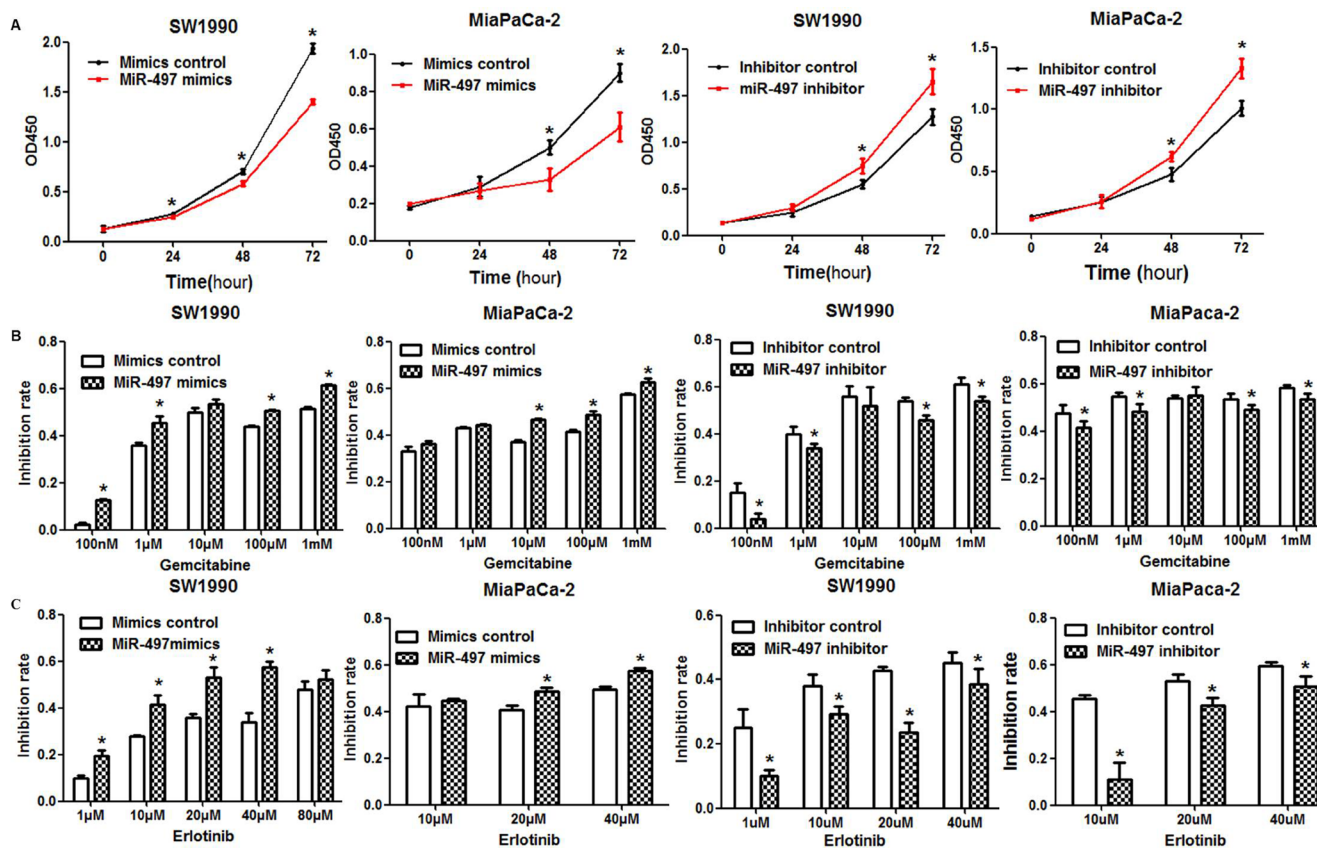 A
SW1990
Mimics control
MiR-497 mimics
OD450
2.0
1.5
1.0
0.5
0.0
0 24 48 72
Time(hour)
* * * *
MiaPaCa-2
Mimics control
MiR-497 mimics
OD450
1.0
0.8
0.6
0.4
0.2
0.0
0 24 48 72
Time (hour)
* *
SW1990
Inhibitor control
miR-497 inhibitor
OD450
2.0
1.5
1.0
0.5
0.0
0 24 48 72
Time (hour)
* *
MiaPaCa-2
Inhibitor control
MiR-497 inhibitor
OD450
1.5
1.0
0.5
0.0
0 24 48 72
Time (hour)
* *
B
SW1990
Mimics control
MiR-497 mimics
Inhibition rate
0.8
0.6
0.4
0.2
0.0
* * * *
100nM 1μM 10μM 100μM 1mM
Gemcitabine
MiaPaCa-2
Mimics control
MiR-497 mimics
Inhibition rate
0.8
0.6
0.4
0.2
0.0
* * *
100nM 1μM 10μM 100μM 1mM
Gemcitabine
SW1990
Inhibitor control
MiR-497 inhibitor
Inhibition rate
0.8
0.6
0.4
0.2
0.0
* * * *
100nM 1μM 10μM 100μM 1mM
Gemcitabine
MiaPaca-2
Inhibitor control
MiR-497 inhibitor
Inhibition rate
0.8
0.6
0.4
0.2
0.0
* * * *
100nM 1μM 10μM 100μM 1mM
Gemcitabine
C
SW1990
Mimics control
MiR-497mimics
Inhibition rate
0.8
0.6
0.4
0.2
0.0
* * * *
1μM 10μM 20μM 40μM 80μM
Erlotinib
MiaPaCa-2
Mimics control
MiR-497 mimics
Inhibition rate
0.8
0.6
0.4
0.2
0.0
* *
10μM 20μM 40μM
Erlotinib
SW1990
Inhibitor control
MiR-497 inhibitor
Inhibition rate
0.6
0.4
0.2
0.0
* * * *
1uM 10uM 20uM 40uM
Erlotinib
MiaPaca-2
Inhibitor control
MiR-497 inhibitor
Inhibition rate
0.8
0.6
0.4
0.2
0.0
* * *
10uM 20uM 40uM
Erlotinib